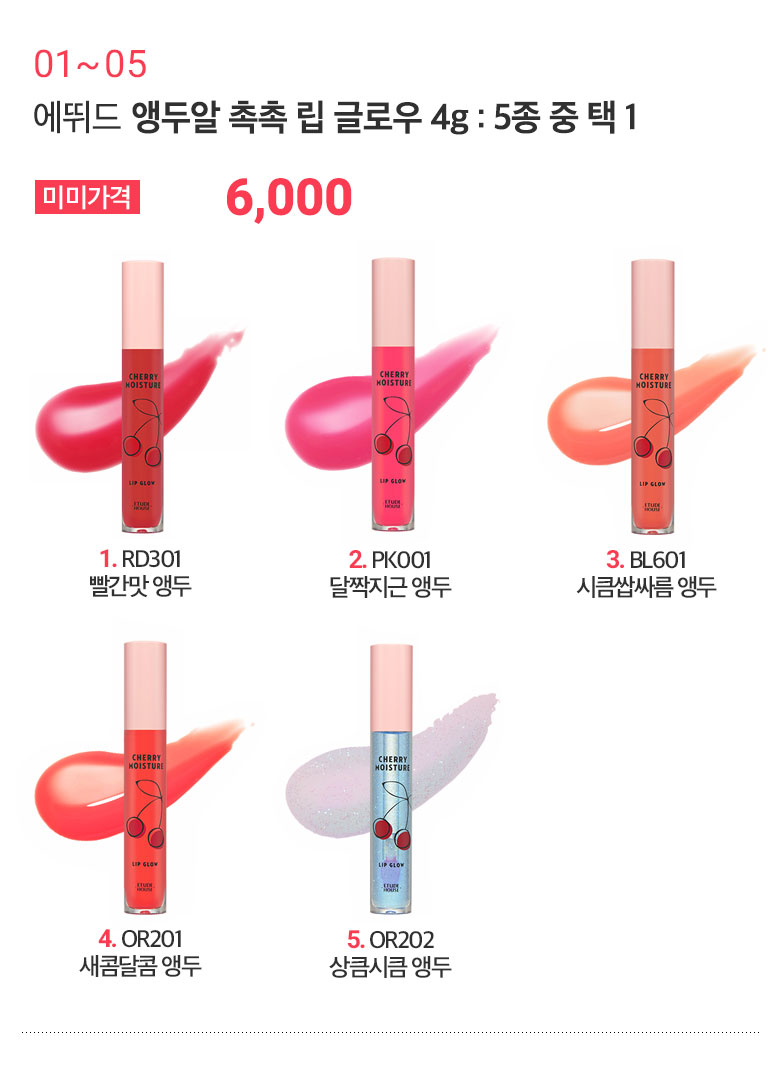 01~05
에뛰드 앵두알 촉촉 립 글로우 4g : 5종 중 택 1
미미가격 6,000
CHERRY
MOISTURE
LIP GLOW
ETUDE
HOUSE
CHERRY
MOISTURE
LIP GLOW
ETUDE
HOUSE
CHERRY
MOISTURE
LIP GLOW
ETUDE
HOUSE
1. RD301
빨간맛 앵두
2. PK001
달짝지근 앵두
3. BL601
시큼쌉싸름 앵두
CHERRY
MOISTURE
LIP GLOW
ETUDE
HOUSE
CHERRY
MOISTURE
LIP GLOW
ETUDE
HOUSE
4. OR201
새콤달콤 앵두
5. OR202
상큼시큼 앵두